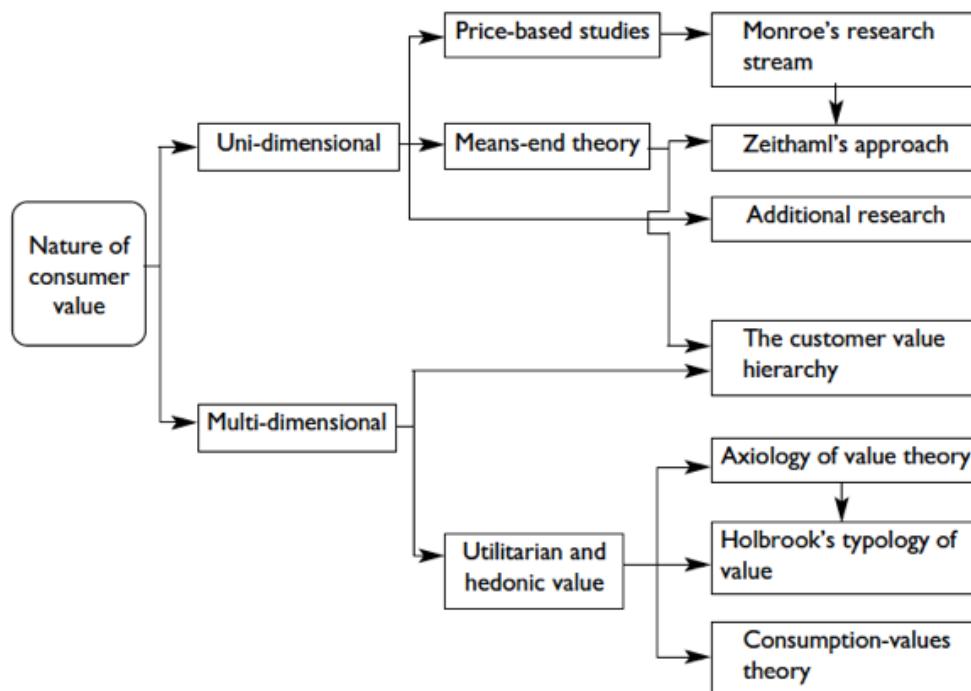 Price-based studies
Monroe's research
stream
Uni-dimensional
Means-end theory
Zeithaml's approach
Additional research
Nature of
consumer
value
The customer value
hierarchy
Multi-dimensional
Axiology of value theory
Utilitarian and
hedonic value
Holbrook's typology of
value
Consumption-values
theory